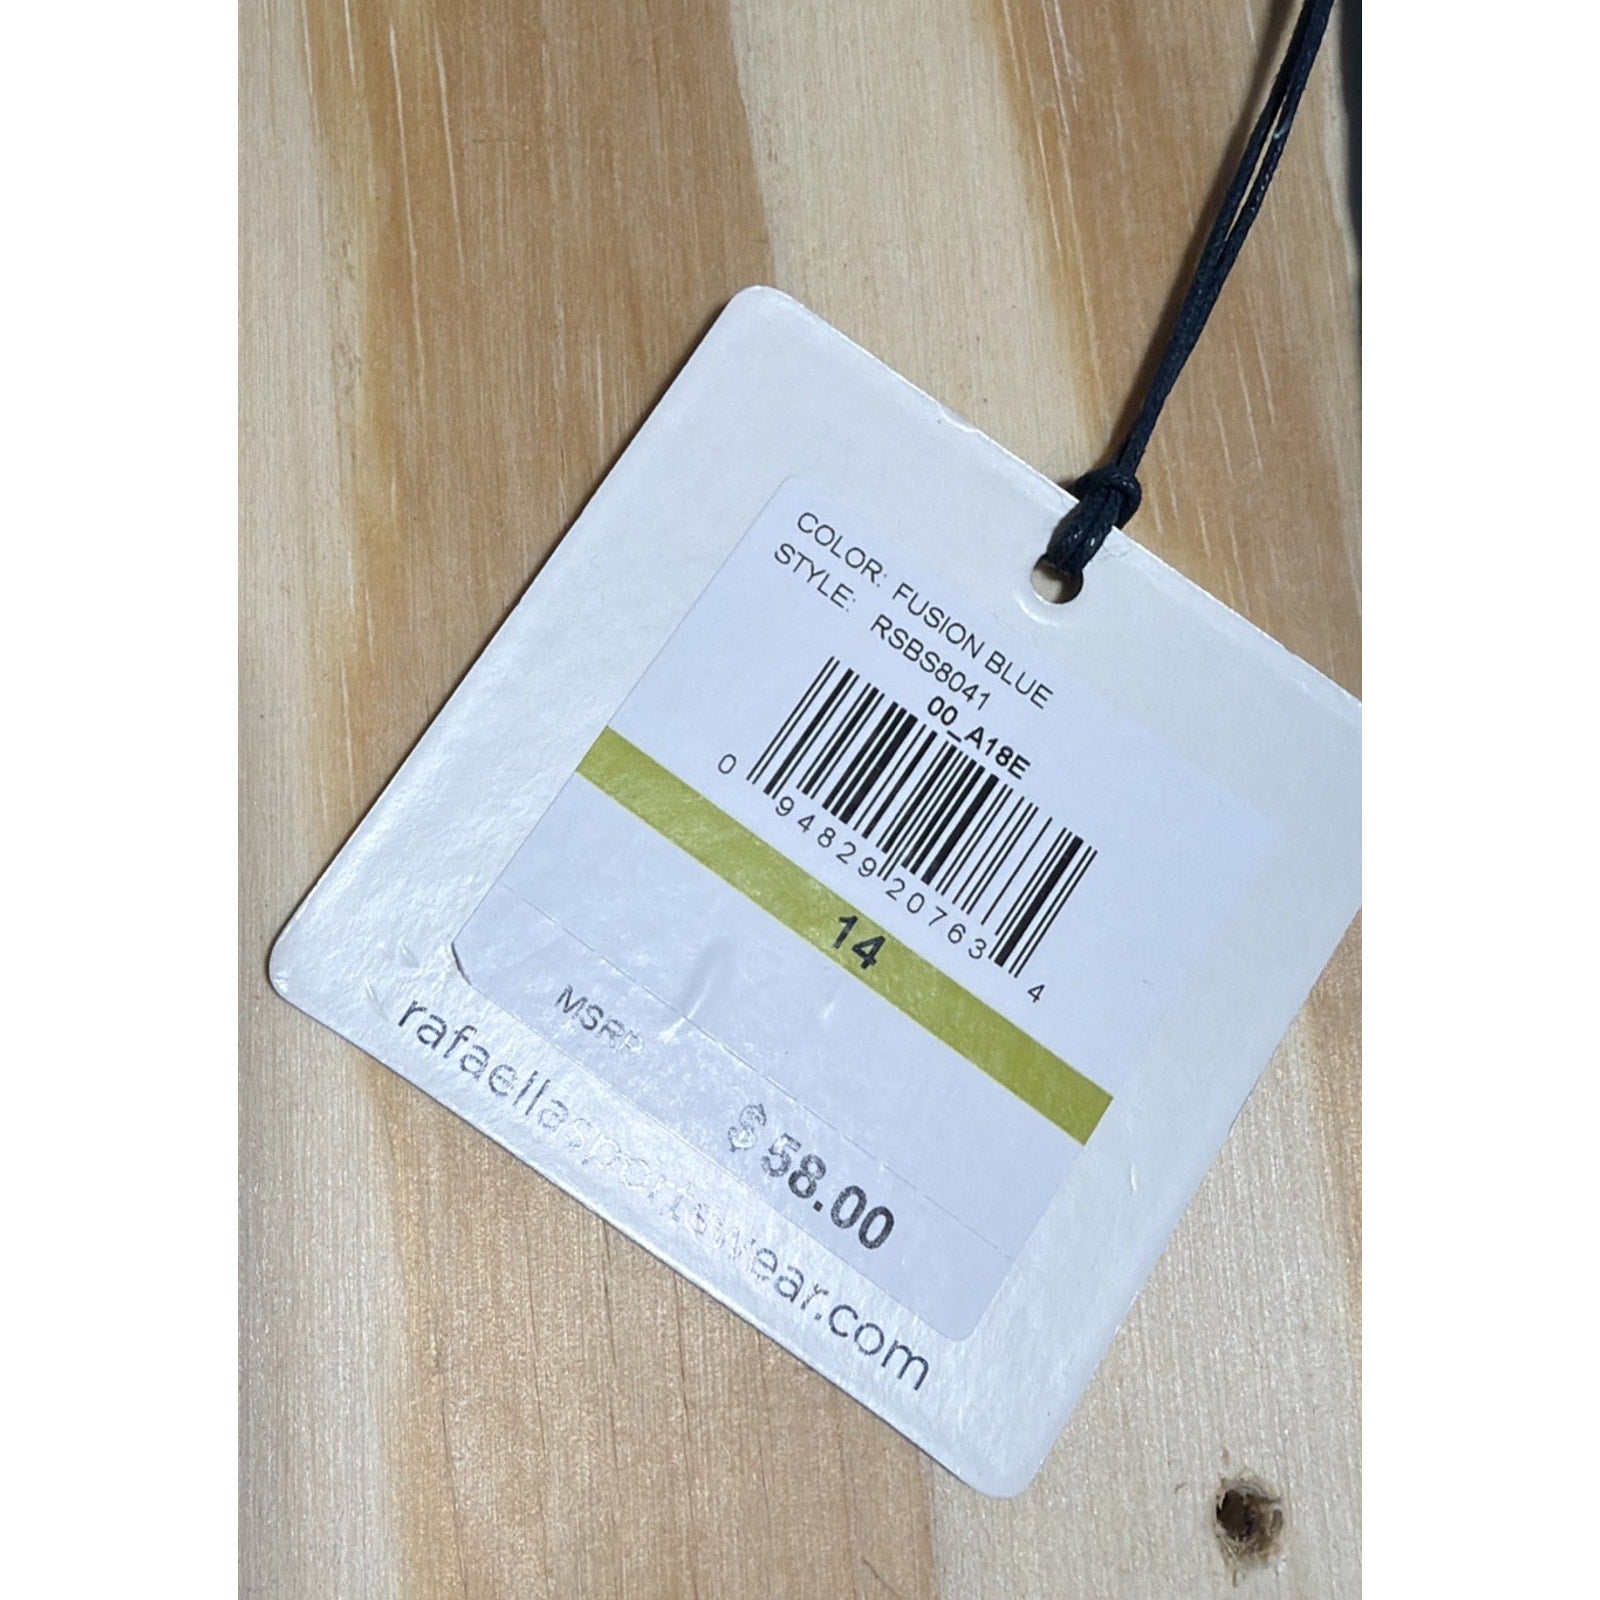 COLOR: FUSION BLUE
STYLE: RSBS8041
00_A18E
0 94829 20763 4
14
MSRP
$ 58.00
rafaellasportswear.com